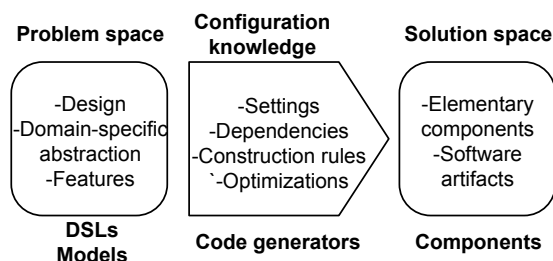 Problem space
-Design
-Domain-specific
abstraction
-Features
DSLs
Models
Configuration
knowledge
-Settings
-Dependencies
-Construction rules
`-Optimizations
Code generators
Solution space
-Elementary
components
-Software
artifacts
Components